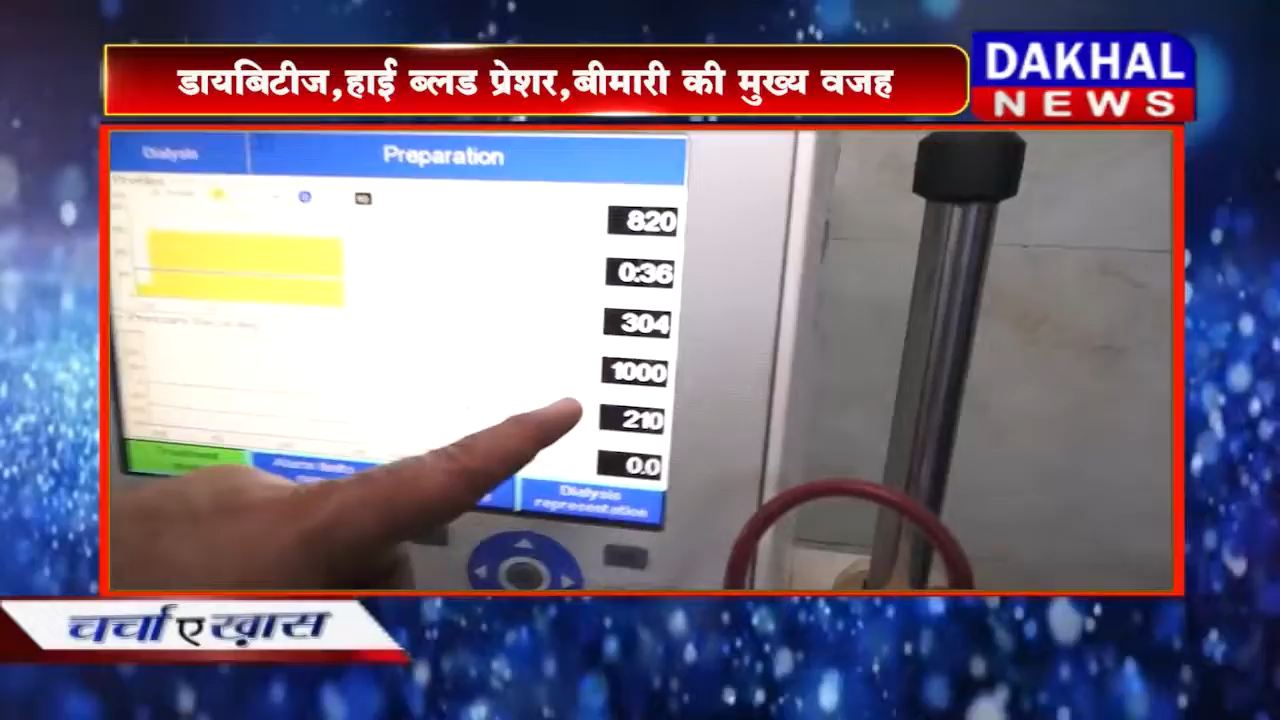 डायबिटीज,हाई ब्लड प्रेशर,बीमारी की मुख्य वजह
DAKHAL
NEWS
Dialysis
Preparation
820
0:36
304
1000
210
0.0
Dialysis
representation
चर्चा ए ख़ास